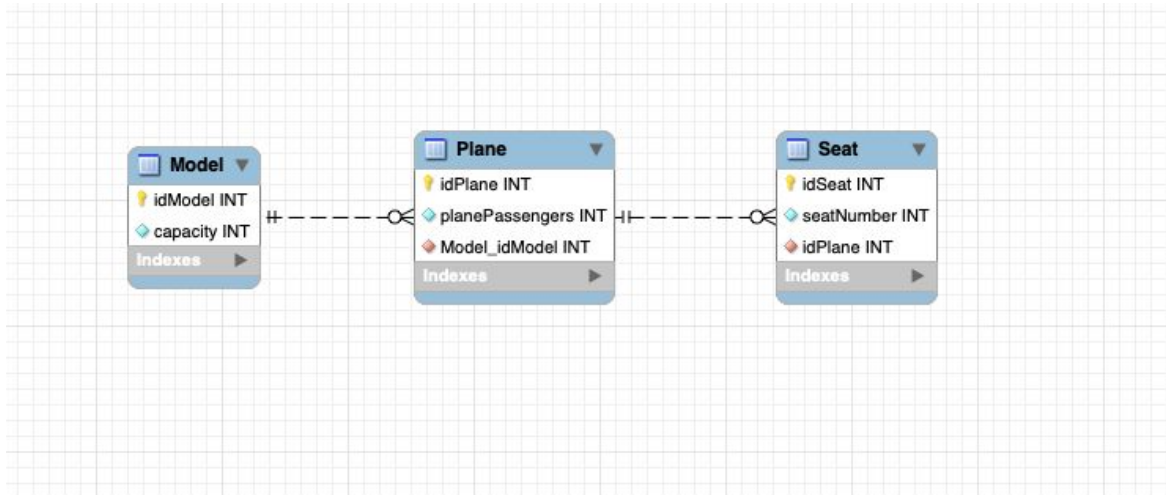 Model
idModel INT
capacity INT
Indexes
Plane
idPlane INT
planePassengers INT
Model_idModel INT
Indexes
Seat
idSeat INT
seatNumber INT
idPlane INT
Indexes